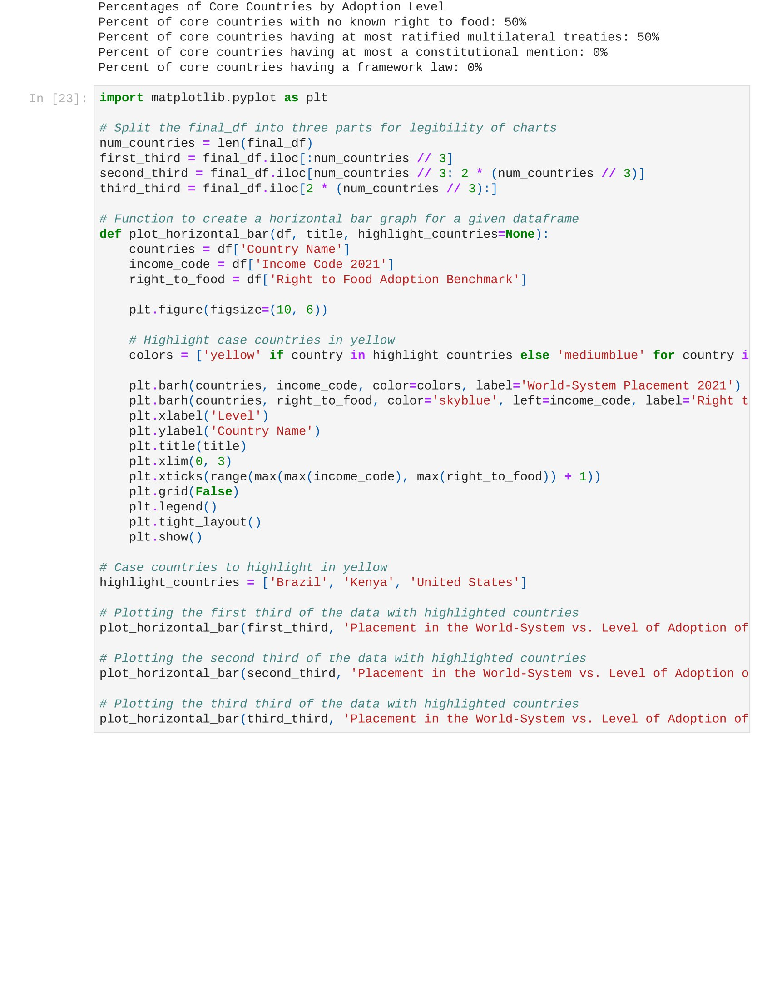 Percentages of Core Countries by Adoption Level
Percent of core countries with no known right to food: 50%
Percent of core countries having at most ratified multilateral treaties: 50%
Percent of core countries having at most a constitutional mention: 0%
Percent of core countries having a framework law: 0%
In [23]: import matplotlib.pyplot as plt

# Split the final_df into three parts for legibility of charts
num_countries = len(final_df)
first_third = final_df.iloc[:num_countries // 3]
second_third = final_df.iloc[num_countries // 3: 2 * (num_countries // 3)]
third_third = final_df.iloc[2 * (num_countries // 3):]

# Function to create a horizontal bar graph for a given dataframe
def plot_horizontal_bar(df, title, highlight_countries=None):
    countries = df['Country Name']
    income_code = df['Income Code 2021']
    right_to_food = df['Right to Food Adoption Benchmark']

    plt.figure(figsize=(10, 6))

    # Highlight case countries in yellow
    colors = ['yellow' if country in highlight_countries else 'mediumblue' for country i

    plt.barh(countries, income_code, color=colors, label='World-System Placement 2021')
    plt.barh(countries, right_to_food, color='skyblue', left=income_code, label='Right t
    plt.xlabel('Level')
    plt.ylabel('Country Name')
    plt.title(title)
    plt.xlim(0, 3)
    plt.xticks(range(max(max(income_code), max(right_to_food)) + 1))
    plt.grid(False)
    plt.legend()
    plt.tight_layout()
    plt.show()

# Case countries to highlight in yellow
highlight_countries = ['Brazil', 'Kenya', 'United States']

# Plotting the first third of the data with highlighted countries
plot_horizontal_bar(first_third, 'Placement in the World-System vs. Level of Adoption of

# Plotting the second third of the data with highlighted countries
plot_horizontal_bar(second_third, 'Placement in the World-System vs. Level of Adoption o

# Plotting the third third of the data with highlighted countries
plot_horizontal_bar(third_third, 'Placement in the World-System vs. Level of Adoption of